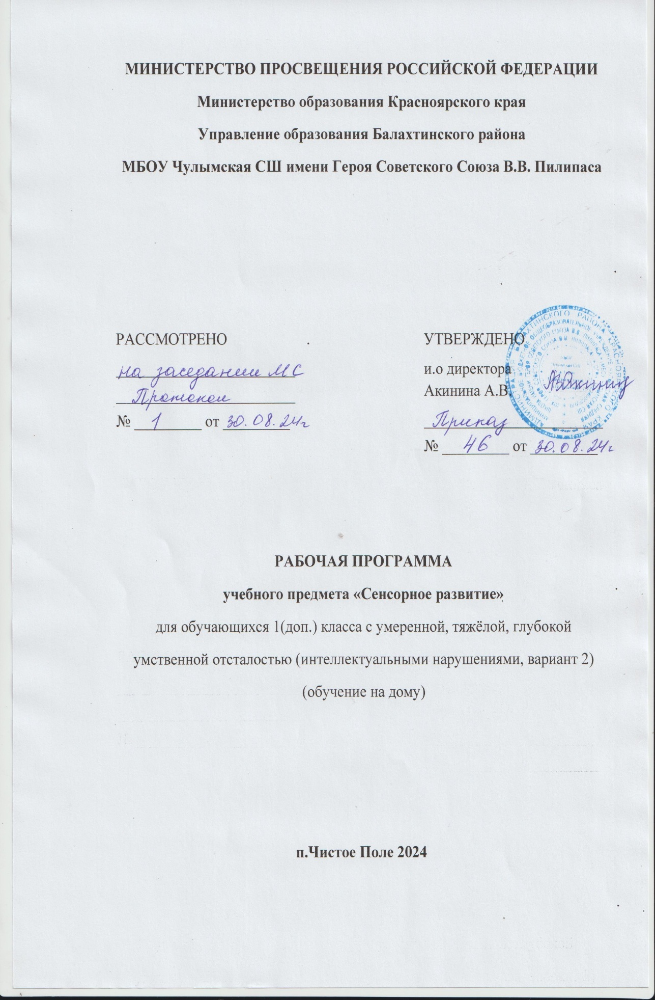 МИНИСТЕРСТВО ПРОСВЕЩЕНИЯ РОССИЙСКОЙ ФЕДЕРАЦИИ
Министерство образования Красноярского края
Управление образования Балахтинского района
МБОУ Чулымская СШ имени Героя Советского Союза В.В. Пилипаса
РАССМОТРЕНО
на заседании МС
Протокол
№ 1 от 30.08.24г
УТВЕРЖДЕНО
и.о директора
Акинина А.В.
Приказ
№ 46 от 30.08.24г
РАБОЧАЯ ПРОГРАММА
учебного предмета «Сенсорное развитие»
для обучающихся 1(доп.) класса с умеренной, тяжёлой, глубокой
умственной отсталостью (интеллектуальными нарушениями, вариант 2)
(обучение на дому)
п.Чистое Поле 2024